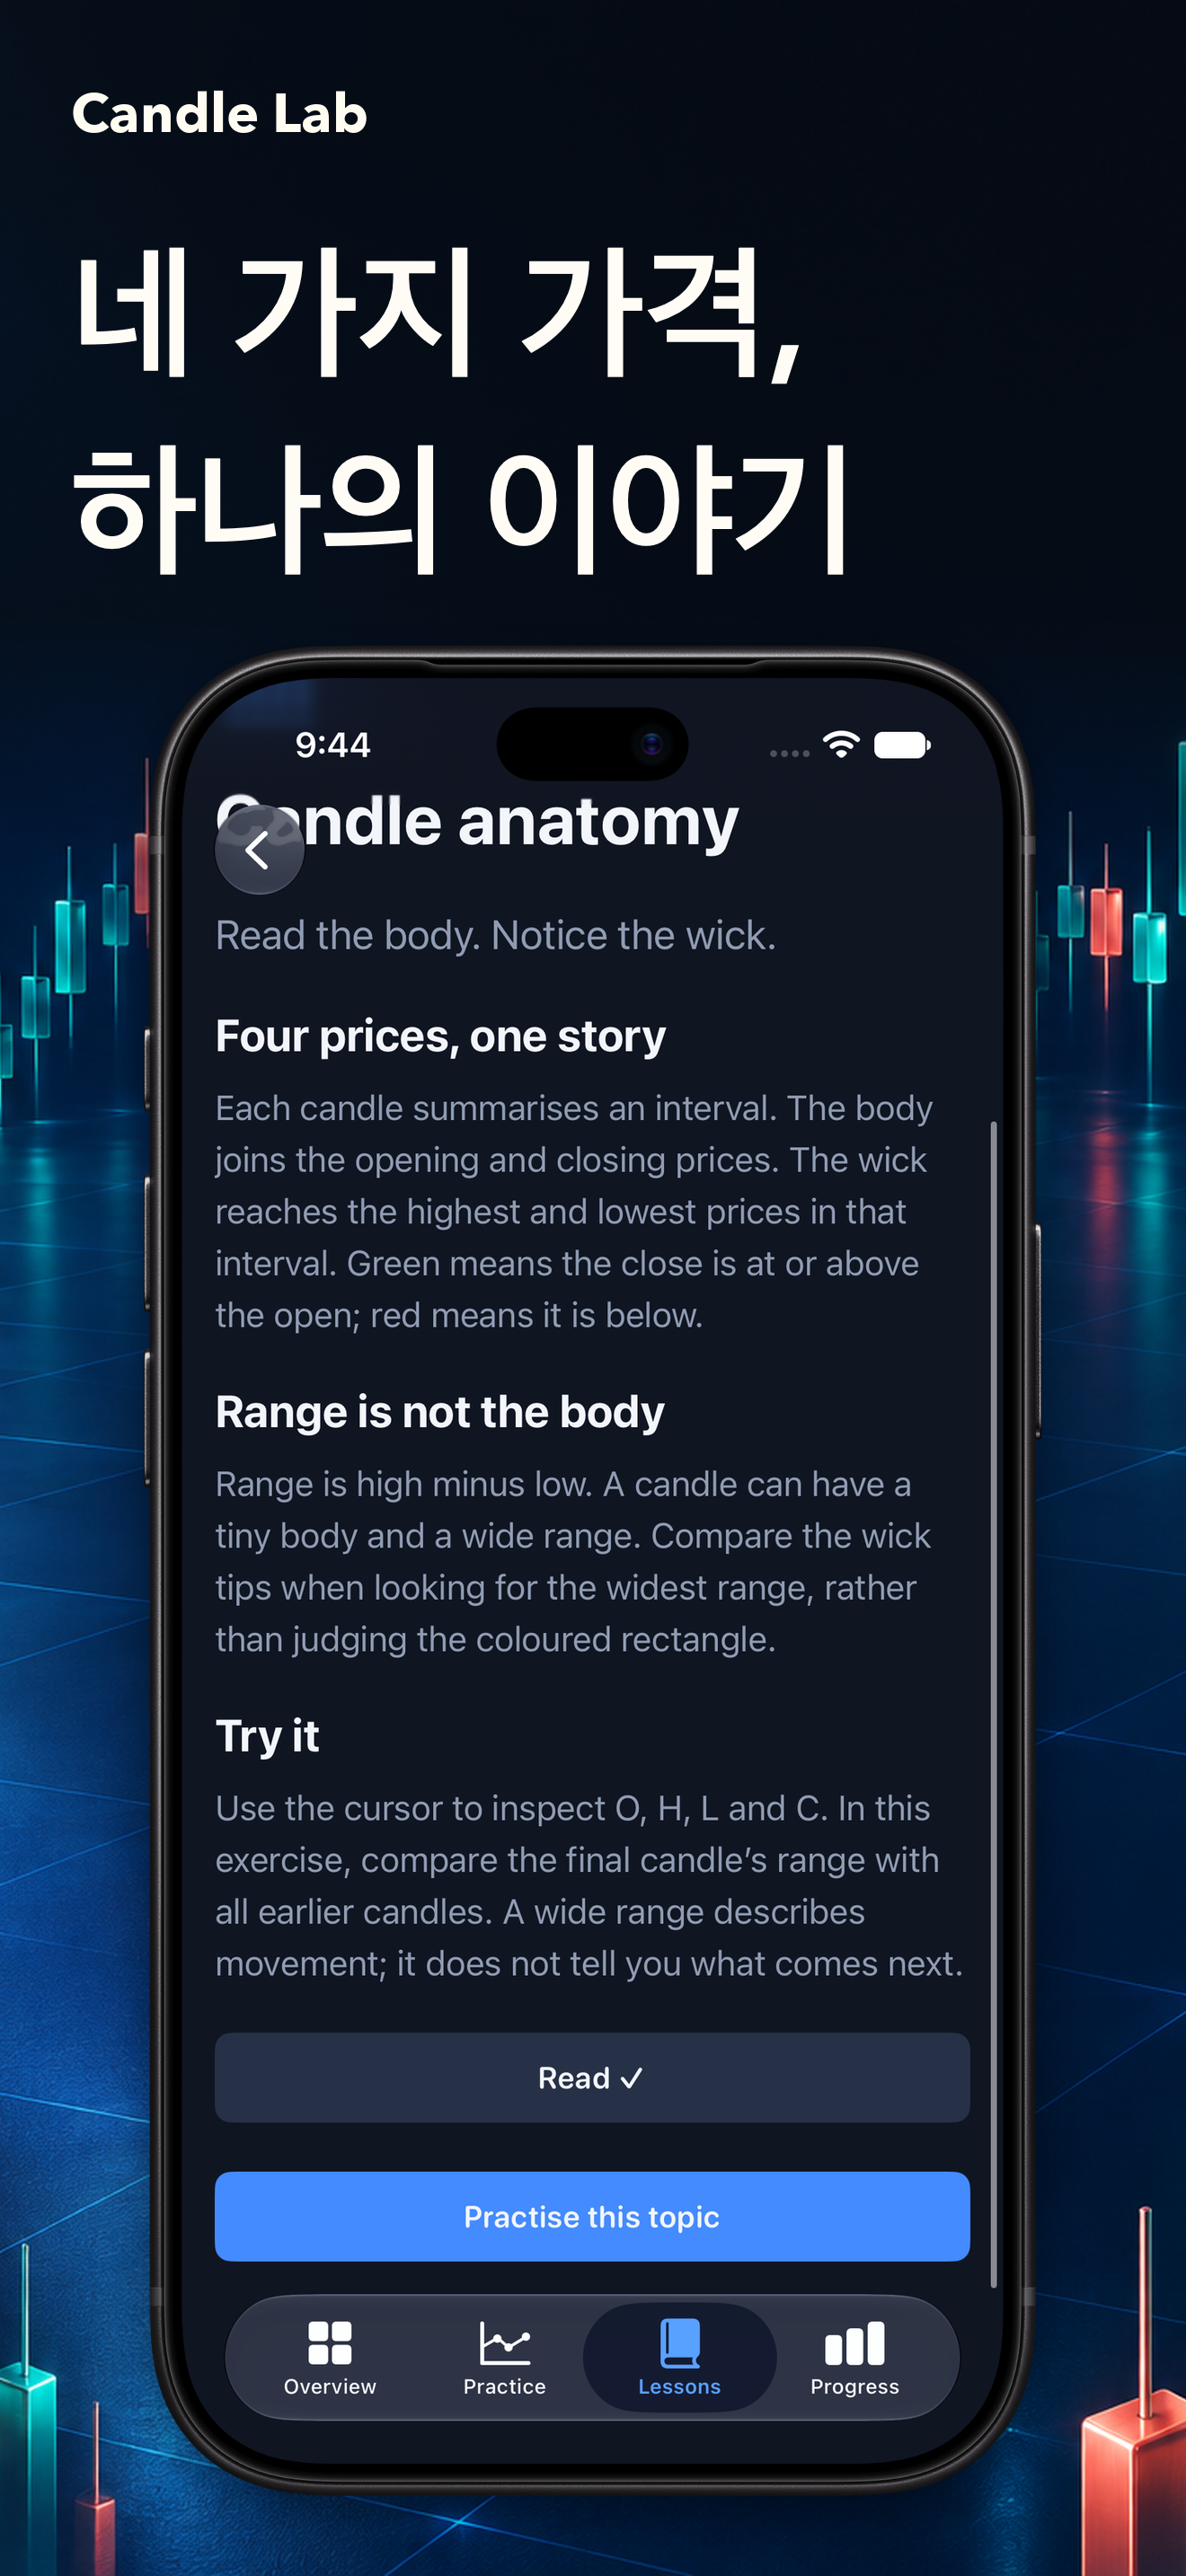 Candle Lab
네 가지 가격,
하나의 이야기
9:44
Candle anatomy
Read the body. Notice the wick.
Four prices, one story
Each candle summarises an interval. The body
joins the opening and closing prices. The wick
reaches the highest and lowest prices in that
interval. Green means the close is at or above
the open; red means it is below.
Range is not the body
Range is high minus low. A candle can have a
tiny body and a wide range. Compare the wick
tips when looking for the widest range, rather
than judging the coloured rectangle.
Try it
Use the cursor to inspect O, H, L and C. In this
exercise, compare the final candle’s range with
all earlier candles. A wide range describes
movement; it does not tell you what comes next.
Read ✓
Practise this topic
Overview
Practice
Lessons
Progress